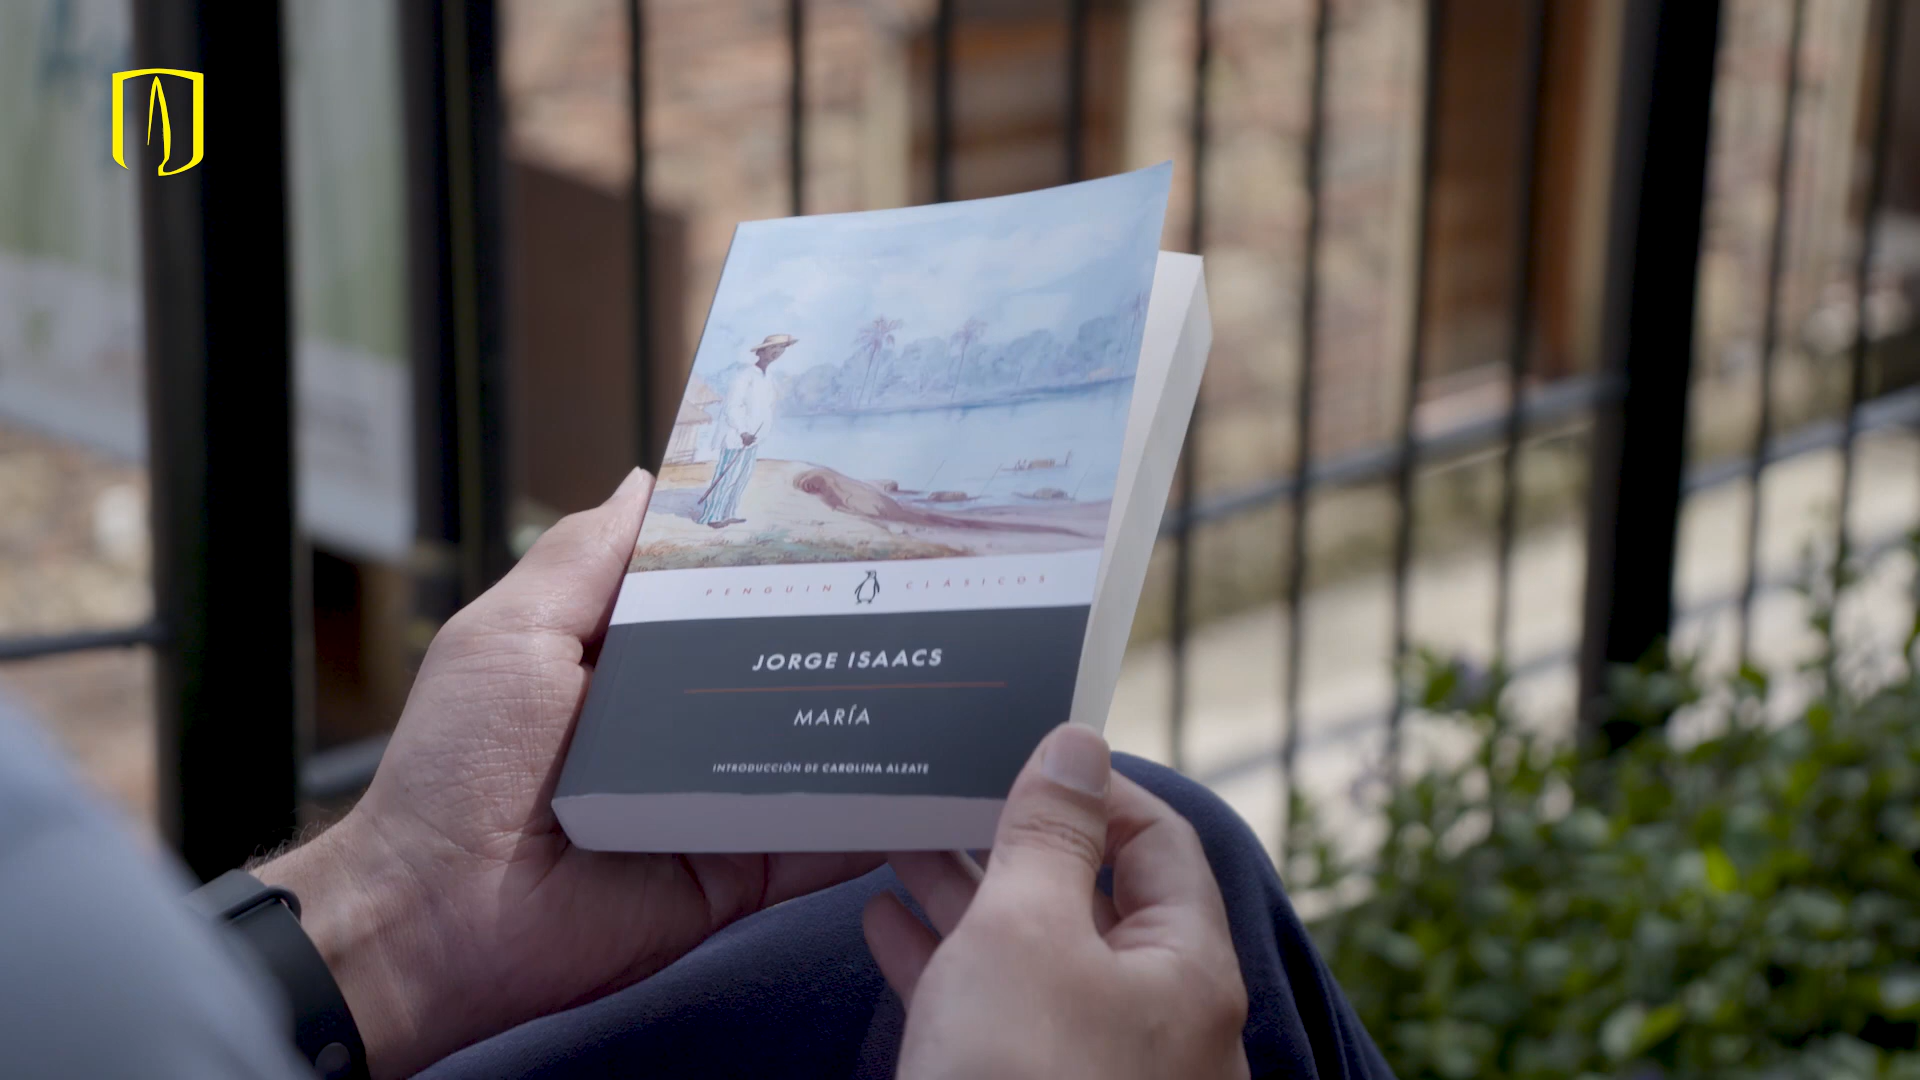 PENGUIN CLÁSICOS
JORGE ISAACS
MARÍA
INTRODUCCIÓN DE CAROLINA ALZATE